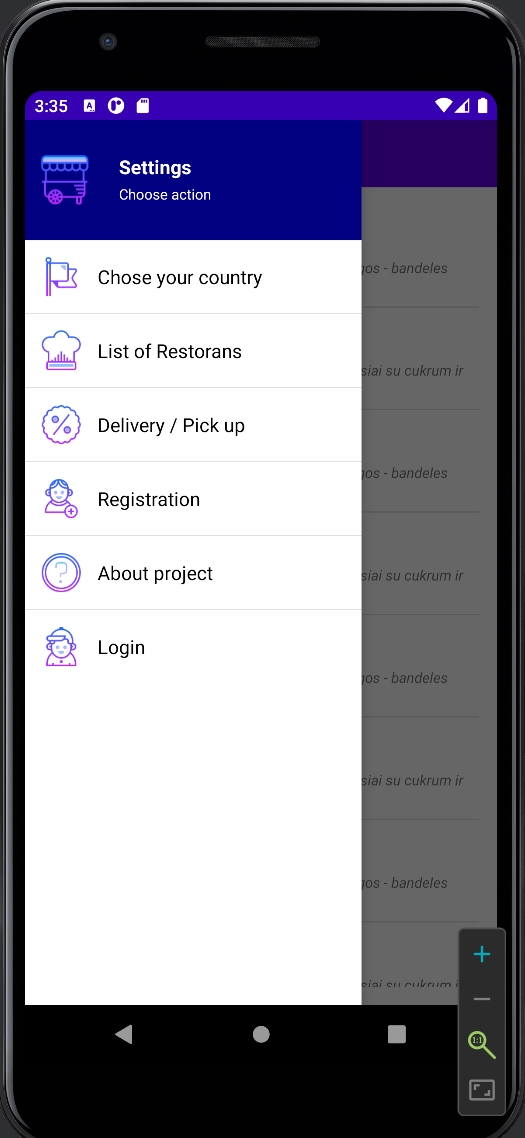 3:35
A
Settings
Choose action
Chose your country
List of Restorans
Delivery / Pick up
Registration
About project
Login
gos - bandeles
siai su cukrum ir
gos - bandeles
siai su cukrum ir
gos - bandeles
siai su cukrum ir
gos - bandeles
siai su cukrum ir
1:1